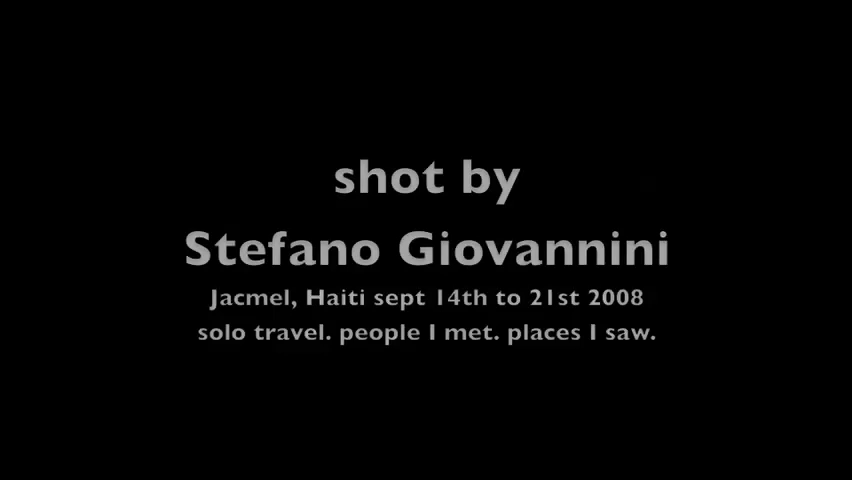 shot by
Stefano Giovannini
Jacmel, Haiti sept 14th to 21st 2008
solo travel. people I met. places I saw.